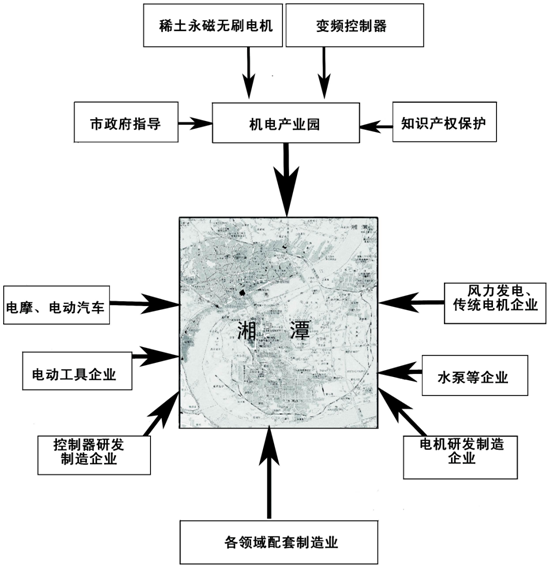 稀土永磁无刷电机
变频控制器
市政府指导
机电产业园
知识产权保护
湘潭
电摩、电动汽车
风力发电、
传统电机企业
电动工具企业
水泵等企业
控制器研发
制造企业
电机研发制造
企业
各领域配套制造业